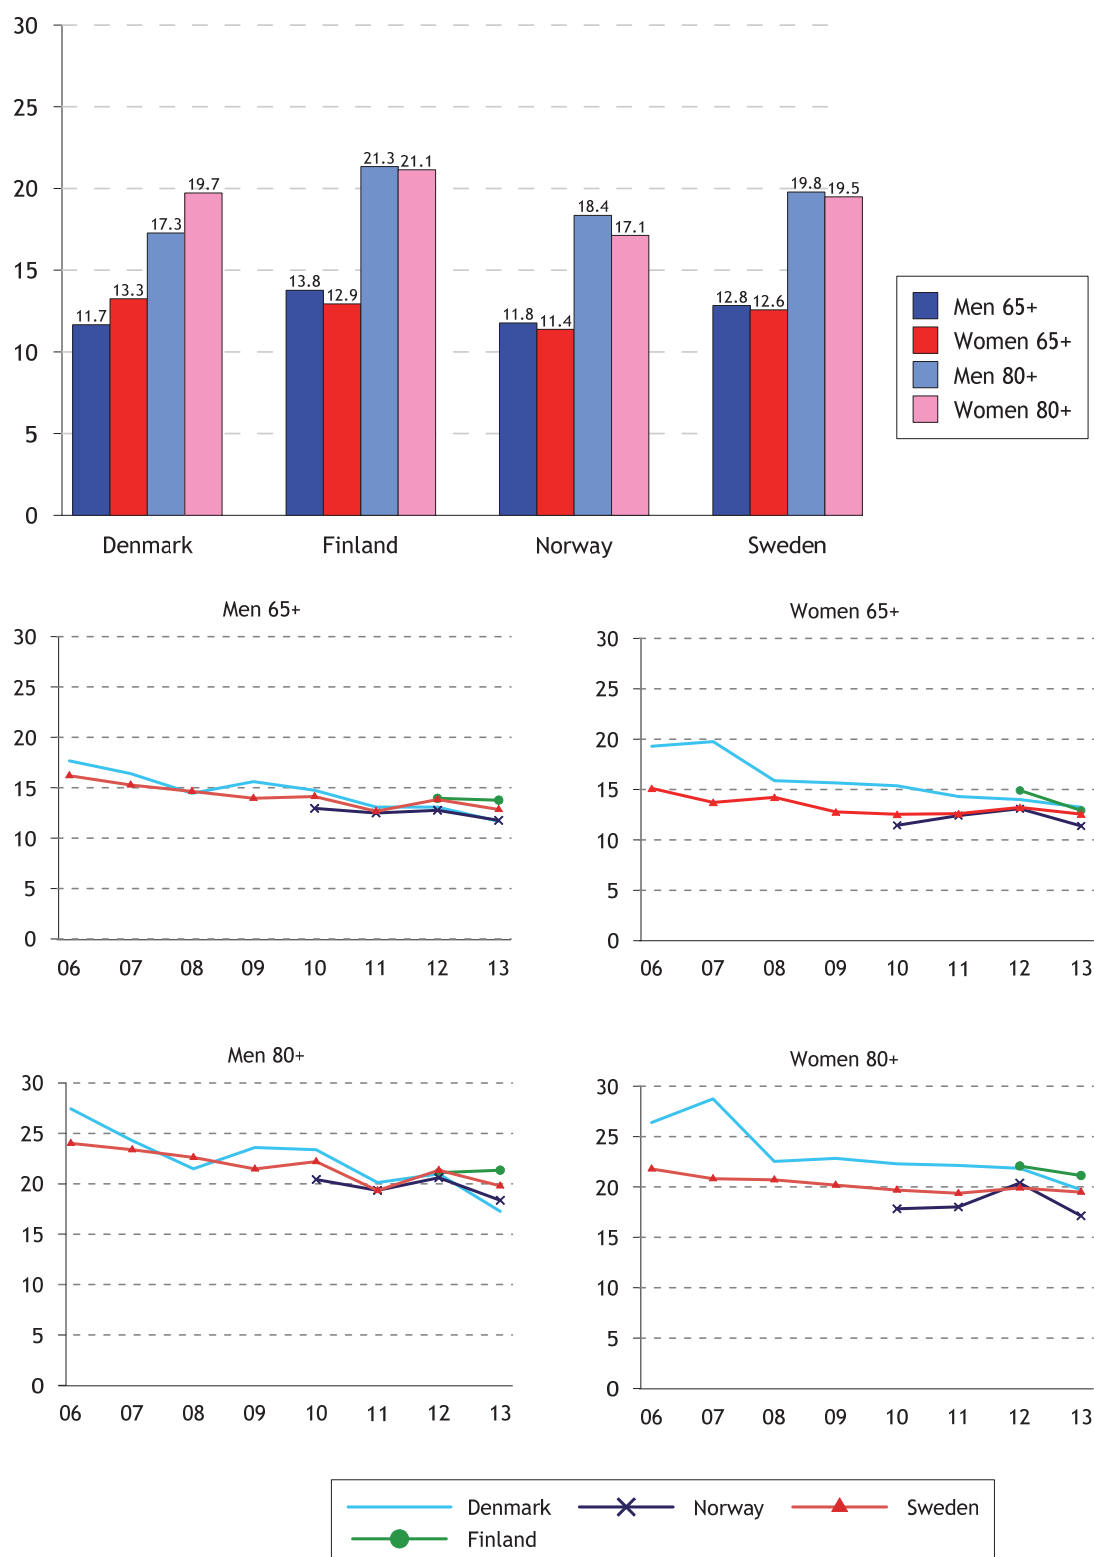 30
25
20
15
10
5
0
11.7 13.3 17.3 19.7
13.8 12.9 21.3 21.1
11.8 11.4 18.4 17.1
12.8 12.6 19.8 19.5
Denmark Finland Norway Sweden
Men 65+
Women 65+
Men 80+
Women 80+
Men 65+
30
25
20
15
10
5
0
06 07 08 09 10 11 12 13
Women 65+
30
25
20
15
10
5
0
06 07 08 09 10 11 12 13
Men 80+
30
25
20
15
10
5
0
06 07 08 09 10 11 12 13
Women 80+
30
25
20
15
10
5
0
06 07 08 09 10 11 12 13
Denmark Norway Sweden
Finland